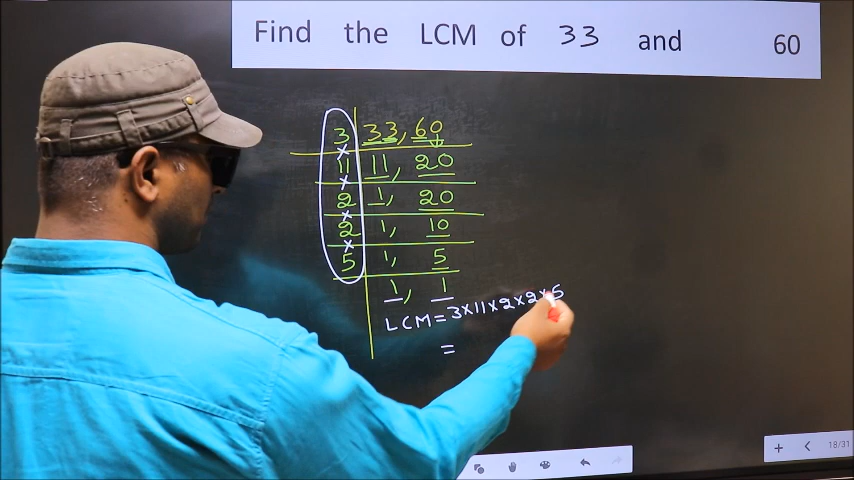 Find the LCM of 33 and 60
3 33, 60
× 11 11, 20
× 2 1, 20
× 2 1, 10
× 5 1, 5
1, 1
LCM = 3×11×2×2×5
=
+ < 18/31